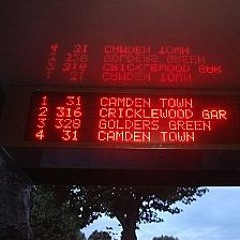 1 31 CAMDEN TOWN
2 316 CRICKLEWOOD GAR
3 328 GOLDERS GREEN
4 31 CAMDEN TOWN